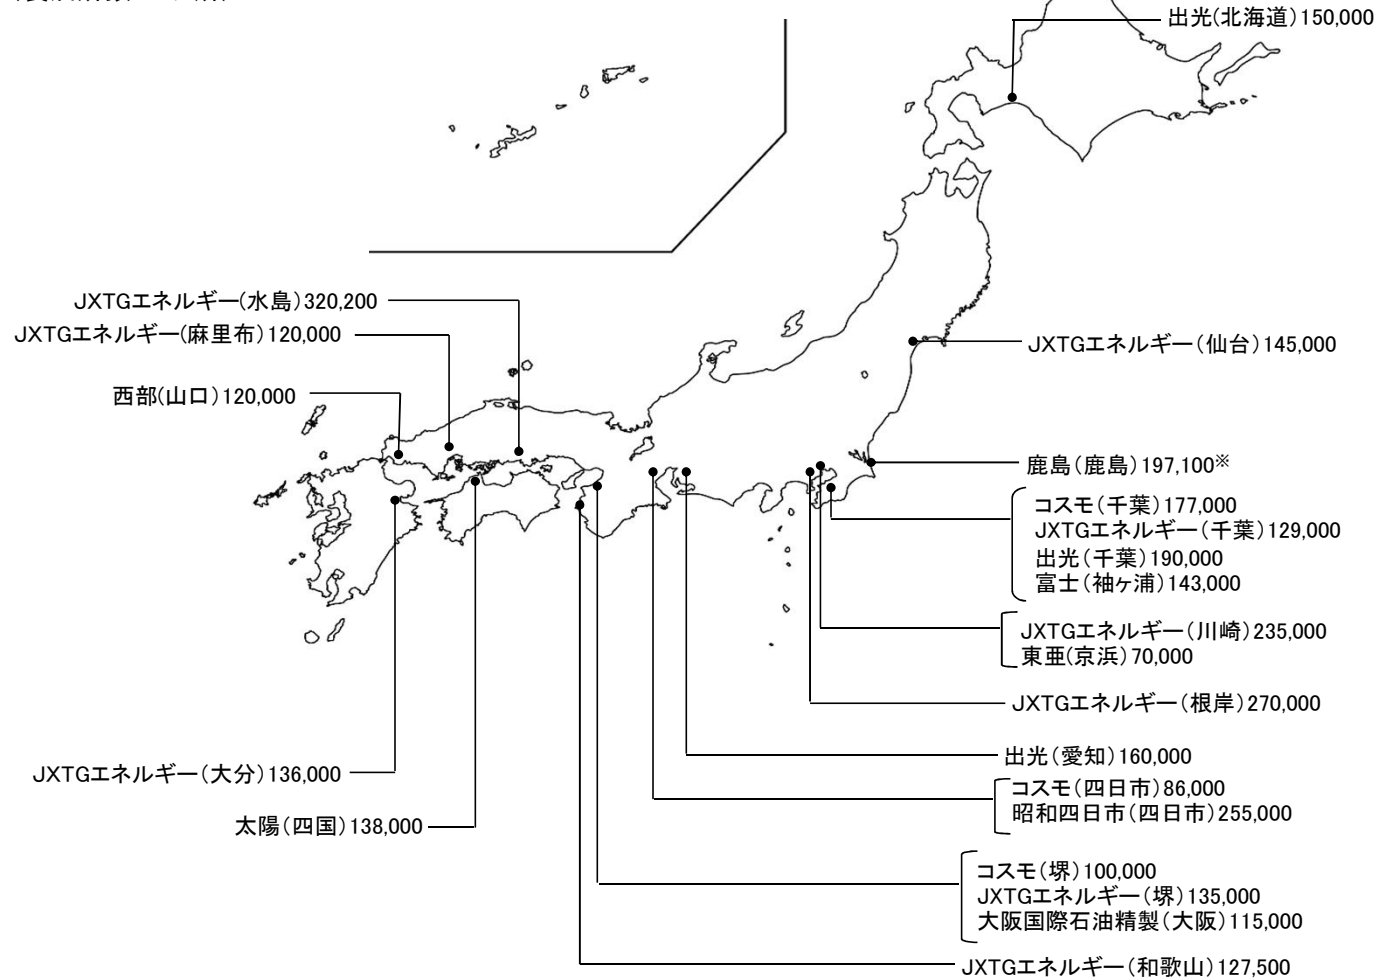 出光(北海道)150,000
JXTGエネルギー(水島)320,200
JXTGエネルギー(麻里布)120,000
西部(山口)120,000
JXTGエネルギー(仙台)145,000
鹿島(鹿島)197,100※
コスモ(千葉)177,000
JXTGエネルギー(千葉)129,000
出光(千葉)190,000
富士(袖ヶ浦)143,000
JXTGエネルギー(川崎)235,000
東亜(京浜)70,000
JXTGエネルギー(根岸)270,000
出光(愛知)160,000
JXTGエネルギー(大分)136,000
コスモ(四日市)86,000
昭和四日市(四日市)255,000
太陽(四国)138,000
コスモ(堺)100,000
JXTGエネルギー(堺)135,000
大阪国際石油精製(大阪)115,000
JXTGエネルギー(和歌山)127,500